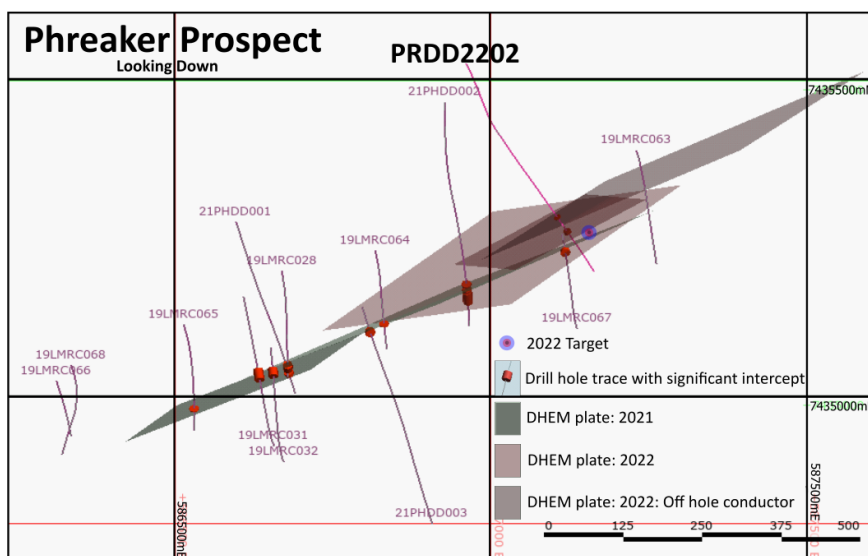 Phreaker Prospect
Looking Down
PRDD2202
21PHDD002
7435500mN
19LMRC063
21PHDD001
19LMRC064
19LMRC028
19LMRC065
19LMRC067
2022 Target
19LMRC068
19LMRC066
Drill hole trace with significant intercept
7435000mN
DHEM plate: 2021
19LMRC031
19LMRC032
DHEM plate: 2022
DHEM plate: 2022: Off hole conductor
21PHDD003
586500mE
587500mE
0 125 250 375 500